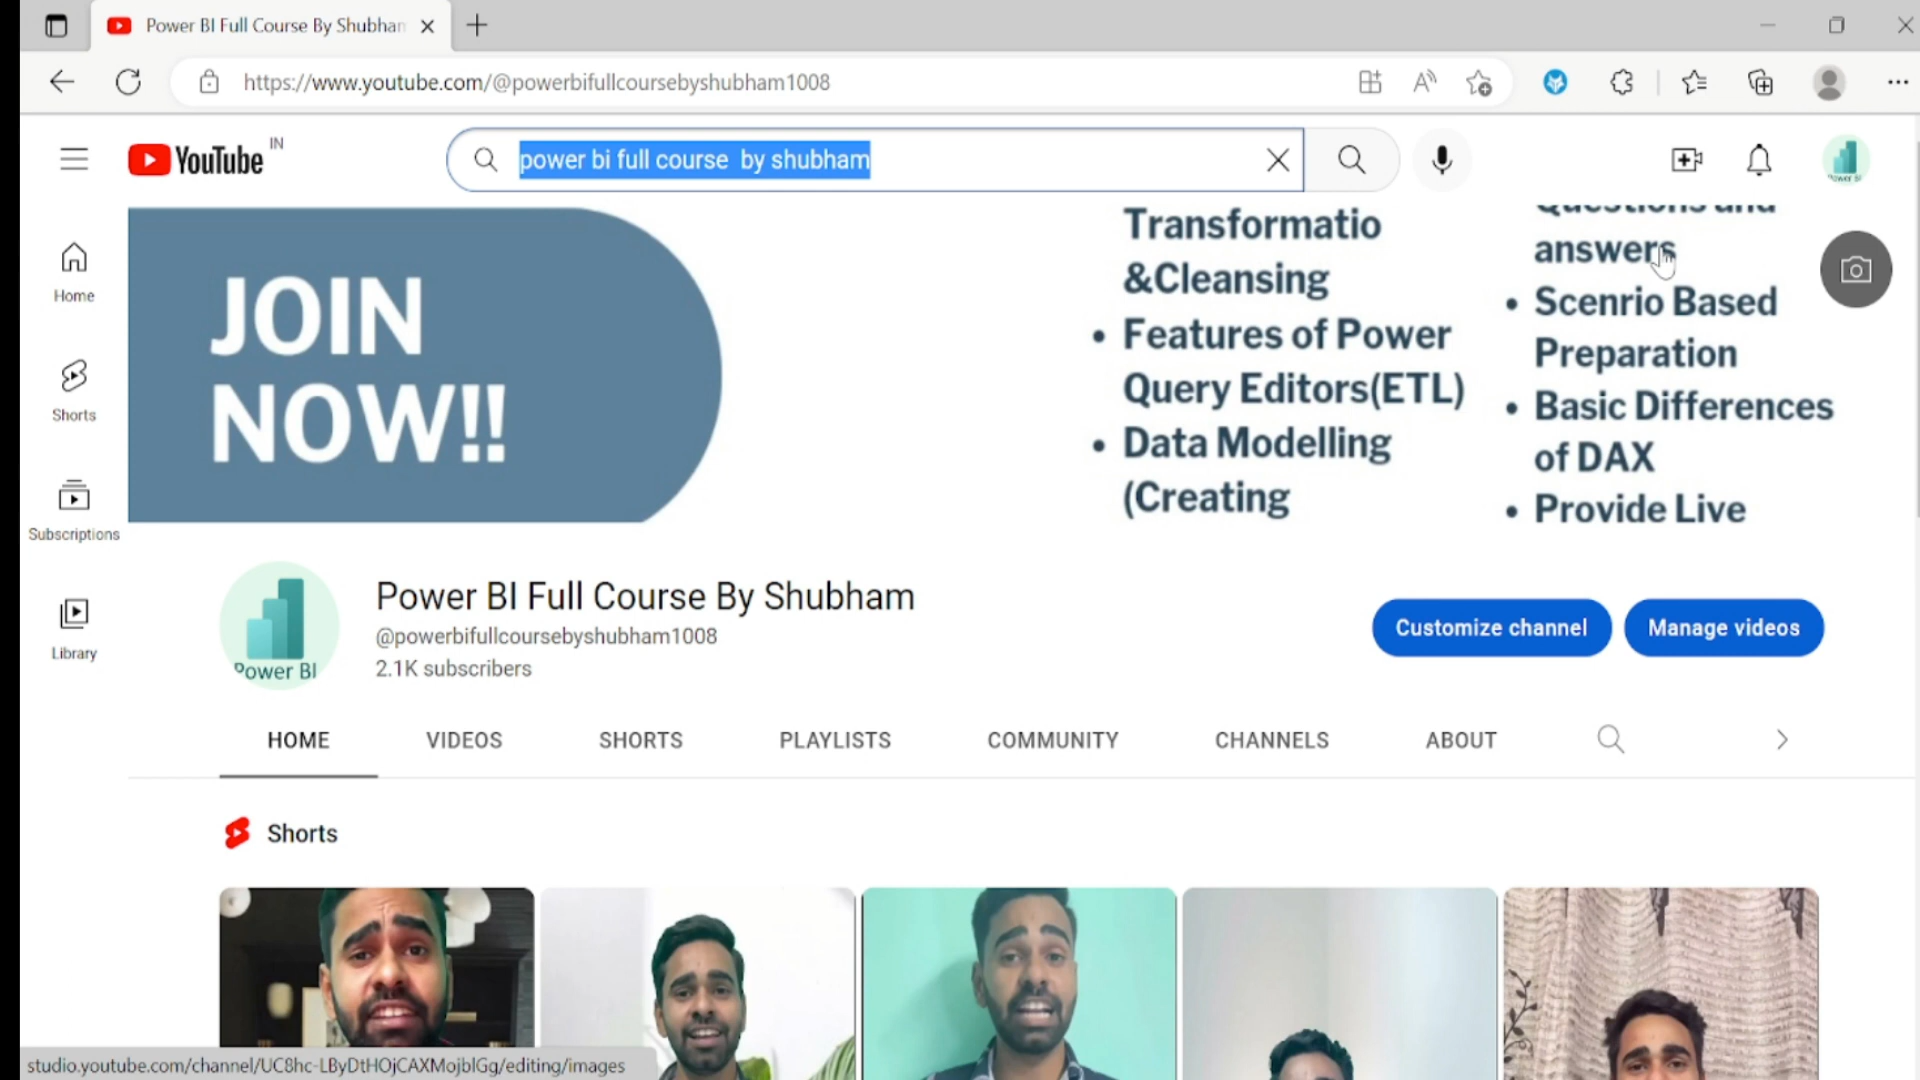 Power BI Full Course By Shubham
https://www.youtube.com/@powerbifullcoursebyshubham1008
YouTube
IN
power bi full course  by shubham
Home
Shorts
Subscriptions
Library
JOIN
NOW!!
Transformatio
&Cleansing
• Features of Power
Query Editors(ETL)
• Data Modelling
(Creating
Questions and
answers
• Scenrio Based
Preparation
• Basic Differences
of DAX
• Provide Live
Power BI
Power BI
Power BI Full Course By Shubham
@powerbifullcoursebyshubham1008
2.1K subscribers
Customize channel
Manage videos
HOME
VIDEOS
SHORTS
PLAYLISTS
COMMUNITY
CHANNELS
ABOUT
Shorts
studio.youtube.com/channel/UC8hc-LByDtHOjCAXMojblGg/editing/images